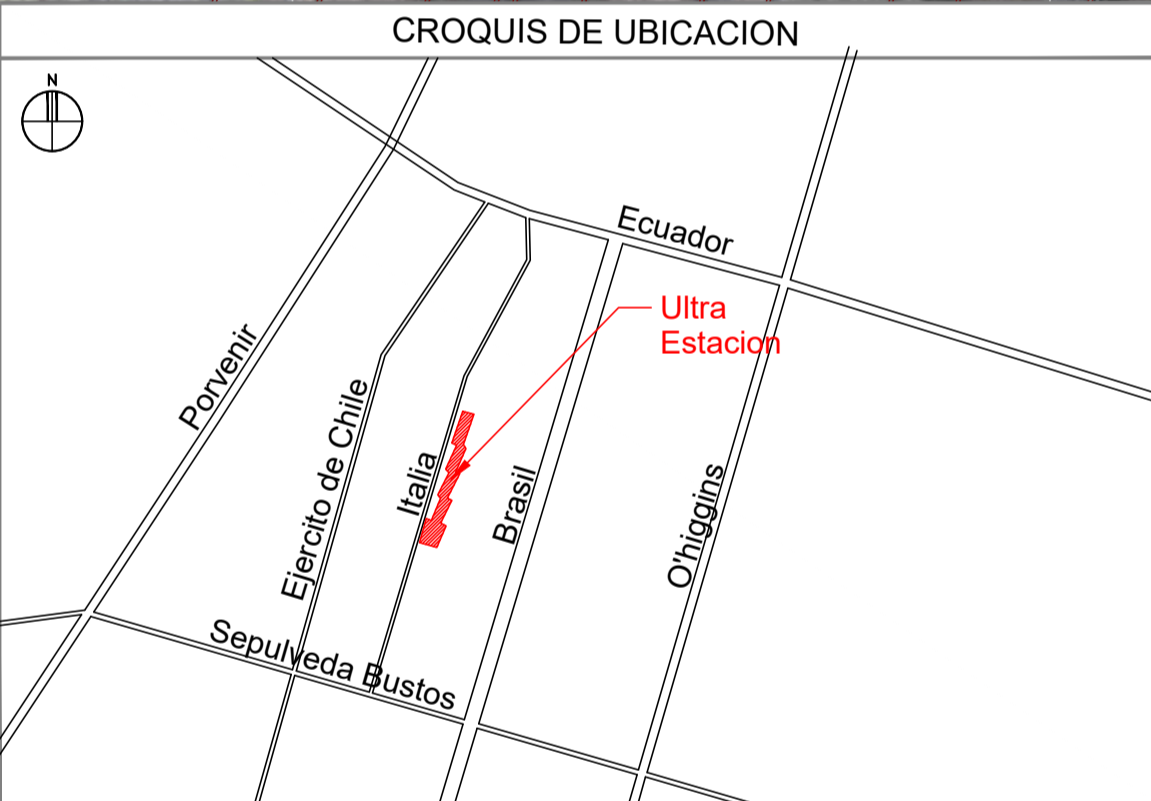 CROQUIS DE UBICACION
N
Ecuador
Ultra
Estacion
Porvenir
Ejercito de Chile
Italia
Brasil
O'higgins
Sepulveda Bustos